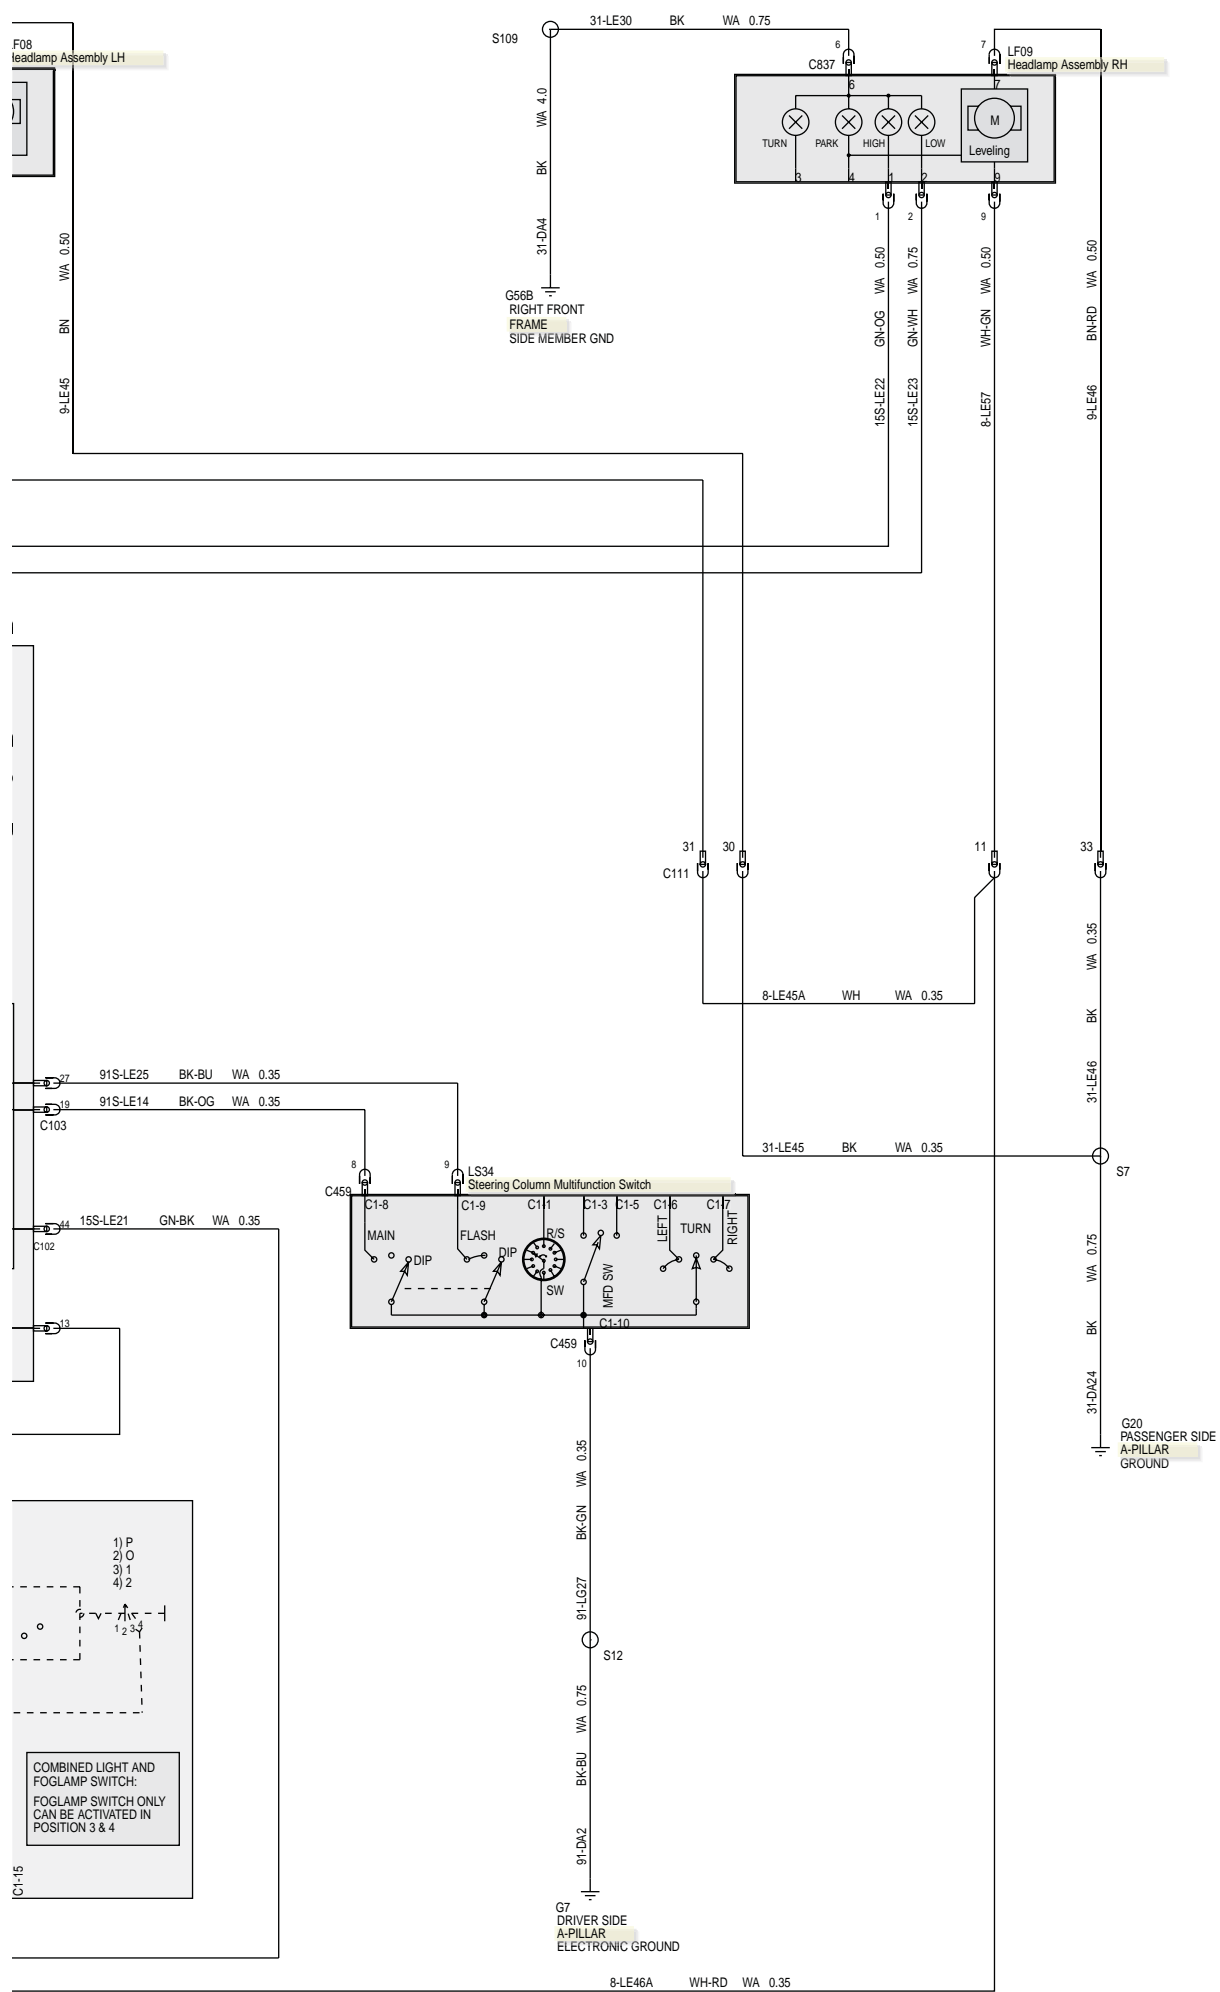 31-LE30 BK WA 0.75
S109
6
C837
7
LF09
Headlamp Assembly RH
Headlamp Assembly LH
6
7
TURN
PARK
HIGH
LOW
M
Leveling
3
4
1
2
9
1
2
9
WA 4.0
BK
31-DA4
G56B
RIGHT FRONT
FRAME
SIDE MEMBER GND
WA 0.50
BN
9-LE45
WA 0.50
GN-OG
15S-LE22
WA 0.75
GN-WH
15S-LE23
WA 0.50
WH-GN
8-LE57
WA 0.50
BN-RD
9-LE46
31
30
C111
11
33
WA 0.35
BK
31-LE46
8-LE45A WH WA 0.35
31-LE45 BK WA 0.35
S7
27
91S-LE25 BK-BU WA 0.35
19
91S-LE14 BK-OG WA 0.35
C103
8
9
LS34
Steering Column Multifunction Switch
C459
C1-8
C1-9
C1-1
C1-3
C1-5
C1-6
C1-7
MAIN
DIP
FLASH
DIP
R/S
SW
MFD SW
LEFT
TURN
RIGHT
C1-10
C459
10
44
15S-LE21 GN-BK WA 0.35
C102
13
WA 0.75
BK
31-DA24
G20
PASSENGER SIDE
A-PILLAR
GROUND
WA 0.35
BK-GN
91-LG27
S12
WA 0.75
BK-BU
91-DA2
G7
DRIVER SIDE
A-PILLAR
ELECTRONIC GROUND
1) P
2) O
3) 1
4) 2
1 2 3 4
COMBINED LIGHT AND
FOGLAMP SWITCH:
FOGLAMP SWITCH ONLY
CAN BE ACTIVATED IN
POSITION 3 & 4
C1-15
8-LE46A WH-RD WA 0.35